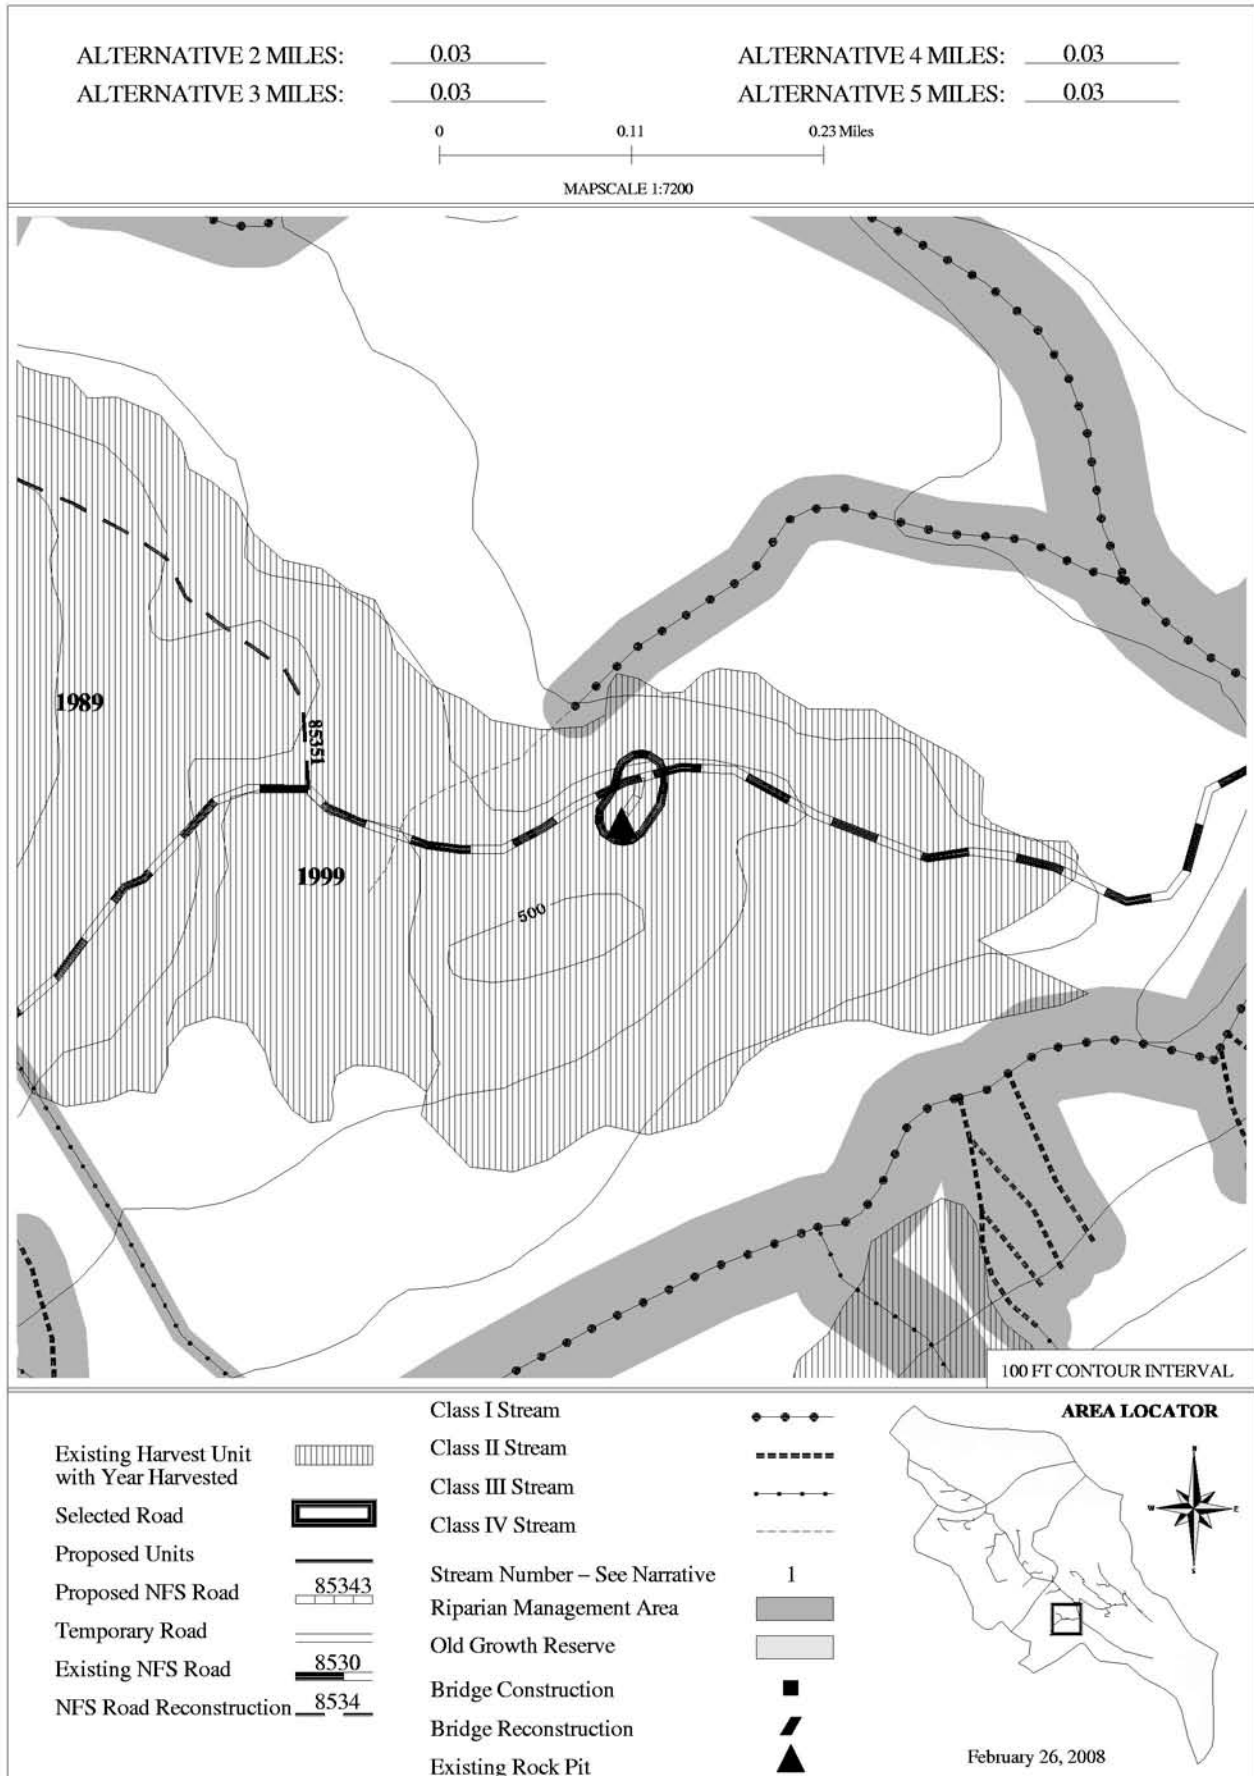 ALTERNATIVE 2 MILES: 0.03
ALTERNATIVE 4 MILES: 0.03
ALTERNATIVE 3 MILES: 0.03
ALTERNATIVE 5 MILES: 0.03
0 0.11 0.23 Miles
MAPSCALE 1:7200
1989
85351
1999
500
100 FT CONTOUR INTERVAL
Existing Harvest Unit
with Year Harvested
Selected Road
Proposed Units
Proposed NFS Road 85343
Temporary Road
Existing NFS Road 8530
NFS Road Reconstruction 8534
Class I Stream
Class II Stream
Class III Stream
Class IV Stream
Stream Number – See Narrative 1
Riparian Management Area
Old Growth Reserve
Bridge Construction
Bridge Reconstruction
Existing Rock Pit
AREA LOCATOR
N
W E
S
February 26, 2008